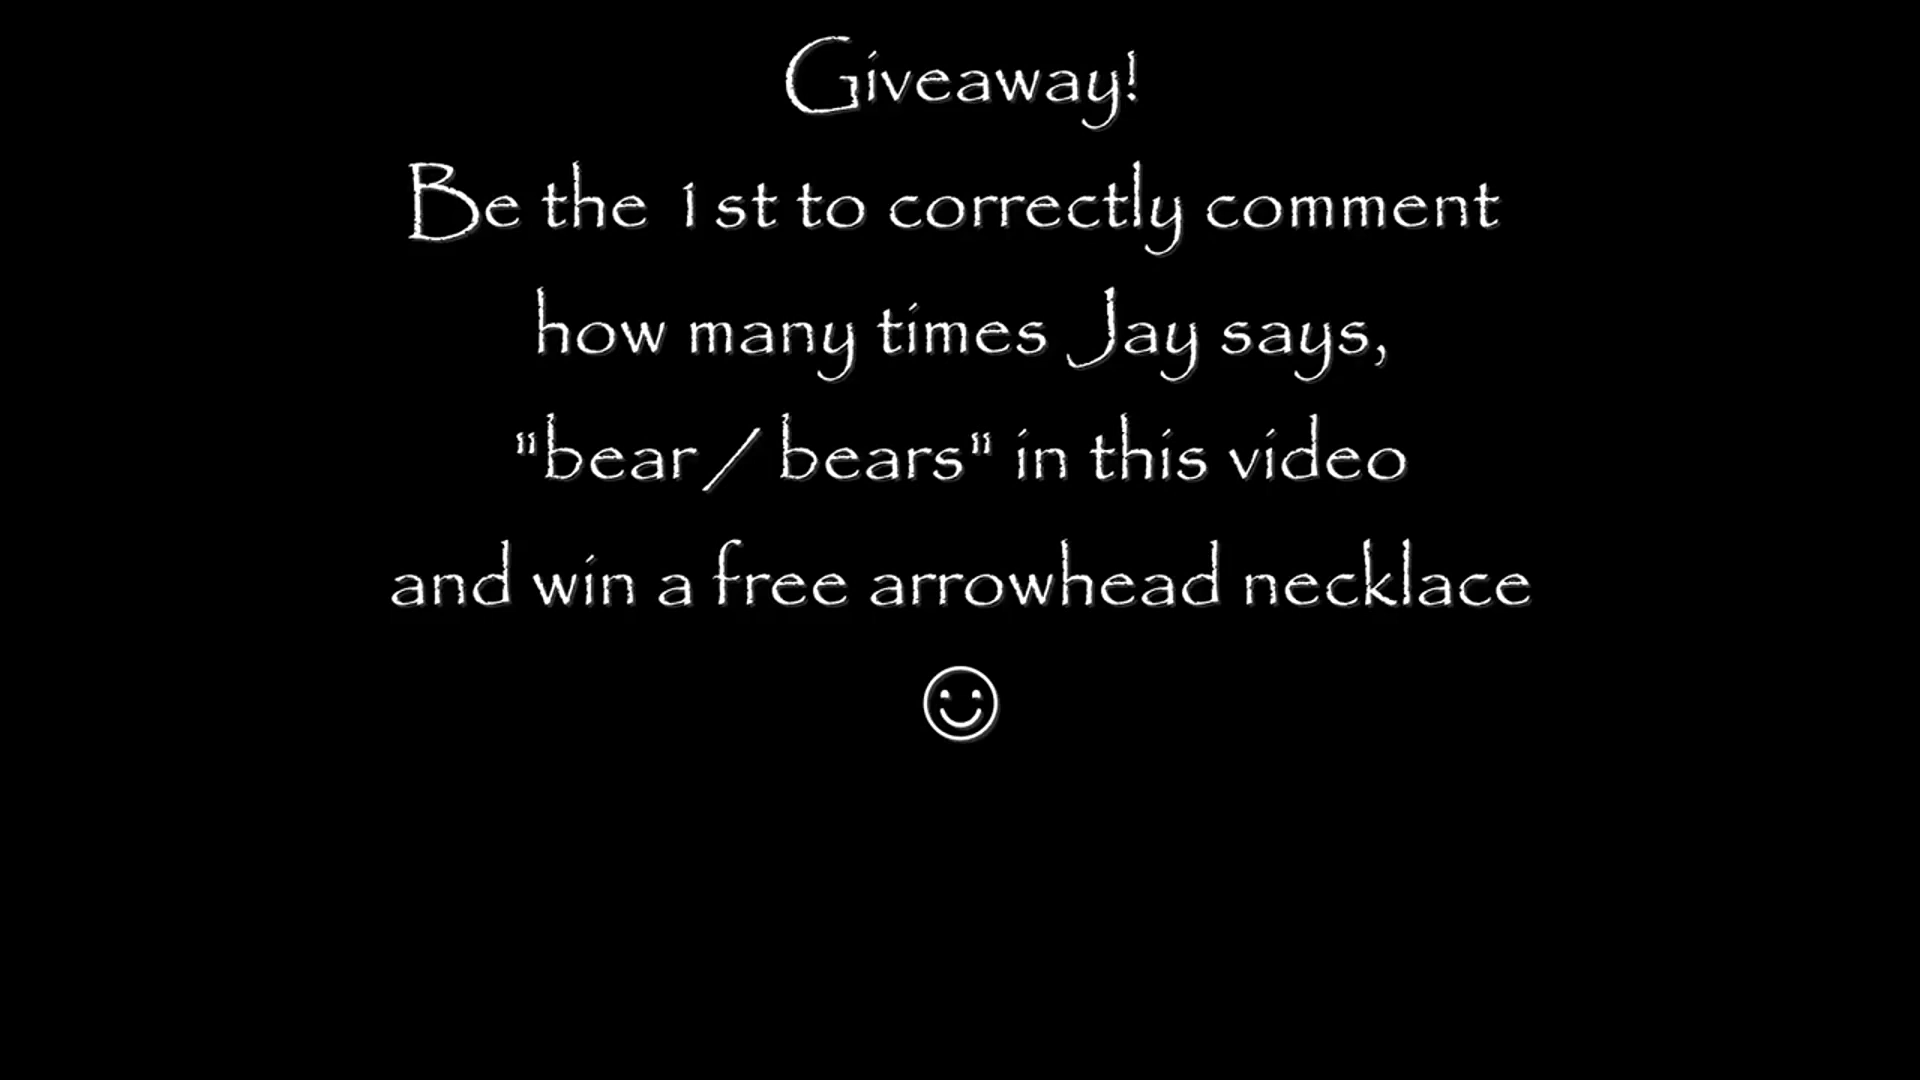 Giveaway!
Be the 1st to correctly comment
how many times Jay says,
"bear / bears" in this video
and win a free arrowhead necklace
☺